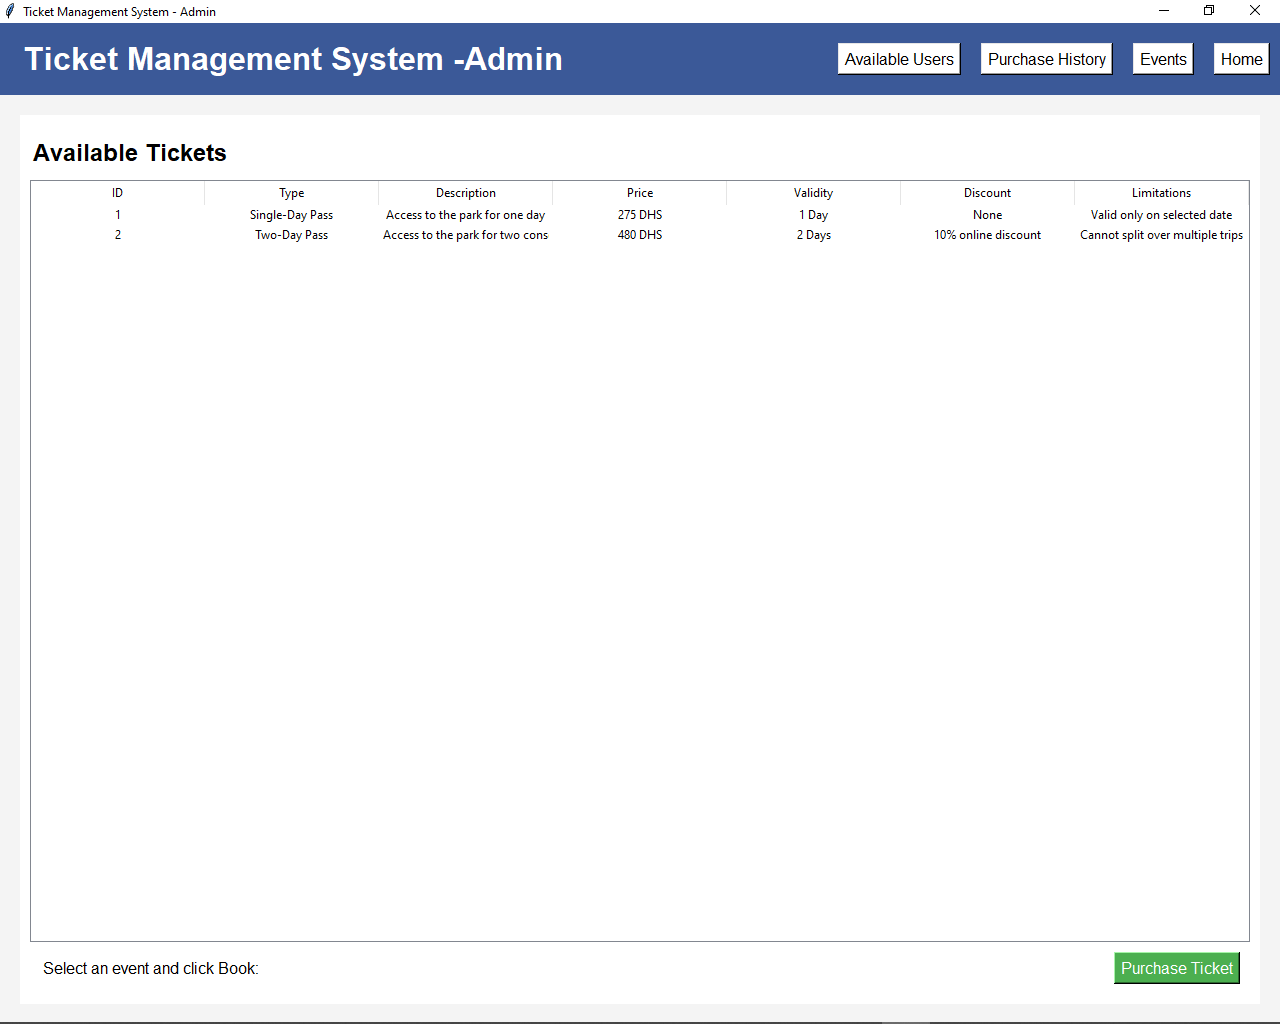 Ticket Management System - Admin
Ticket Management System -Admin
Available Users
Purchase History
Events
Home
Available Tickets
ID Type Description Price Validity Discount Limitations
1 Single-Day Pass Access to the park for one day 275 DHS 1 Day None Valid only on selected date
2 Two-Day Pass Access to the park for two cons 480 DHS 2 Days 10% online discount Cannot split over multiple trips
Select an event and click Book:
Purchase Ticket